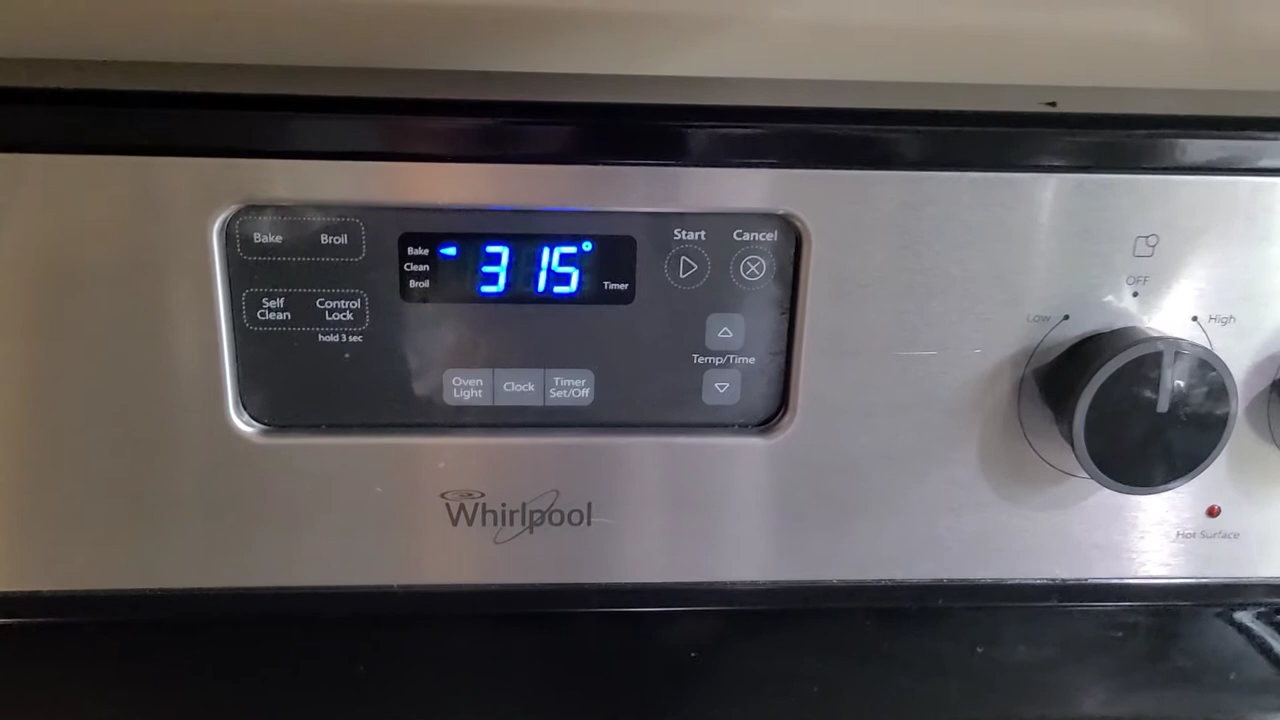 Bake Broil
Self Clean
Control Lock
hold 3 sec
Bake
Clean
Broil
315°
Timer
Start
Cancel
Temp/Time
Oven Light
Clock
Timer Set/Off
Whirlpool
OFF
Low
High
Hot Surface